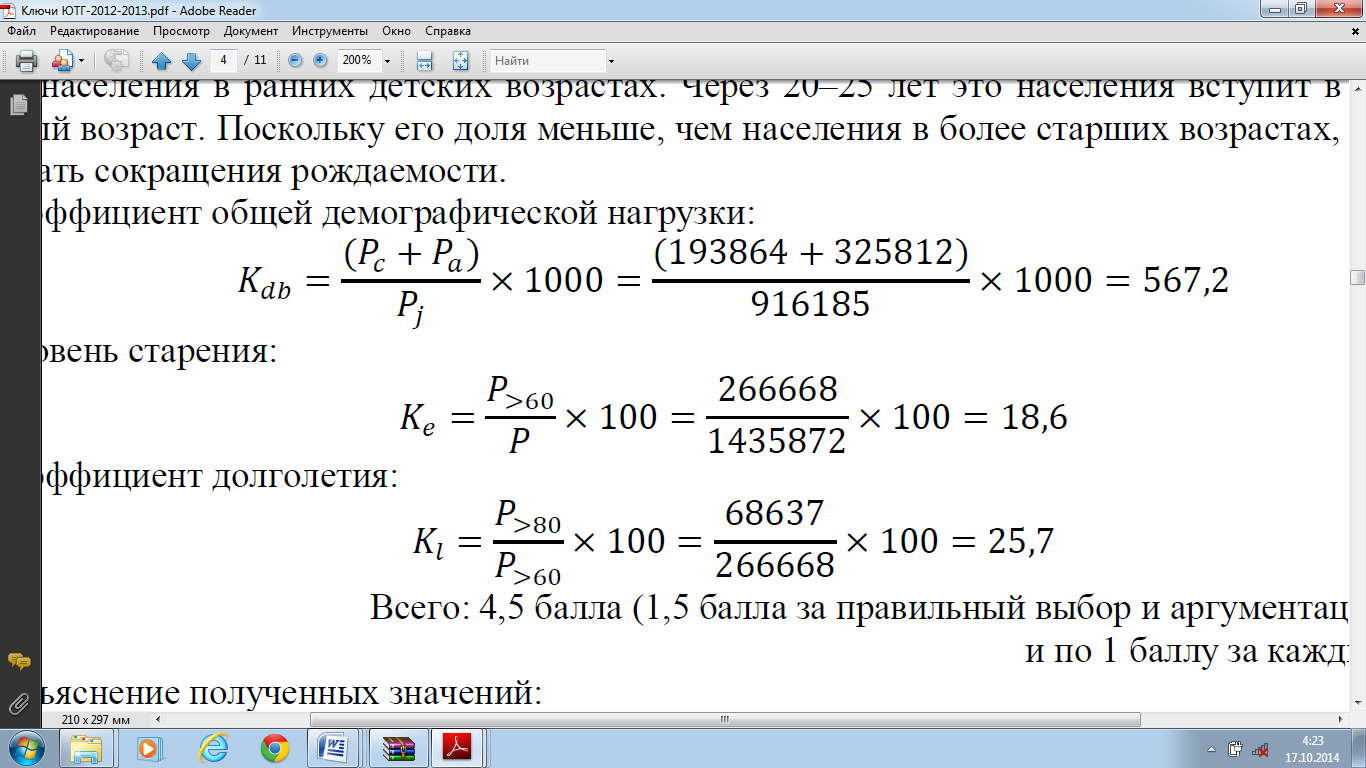 Ключи ЮТГ-2012-2013.pdf - Adobe Reader
Файл Редактирование Просмотр Документ Инструменты Окно Справка
4 / 11 200% Найти
населения в ранних детских возрастах. Через 20–25 лет это населения вступит в
ый возраст. Поскольку его доля меньше, чем населения в более старших возрастах,
ать сокращения рождаемости.
оффициент общей демографической нагрузки:
K_db = (P_c + P_a) / P_j × 1000 = (193864 + 325812) / 916185 × 1000 = 567,2
овень старения:
K_e = P_>60 / P × 100 = 266668 / 1435872 × 100 = 18,6
оффициент долголетия:
K_l = P_>80 / P_>60 × 100 = 68637 / 266668 × 100 = 25,7
Всего: 4,5 балла (1,5 балла за правильный выбор и аргументац
и по 1 баллу за кажд
ъяснение полученных значений:
210 x 297 мм
4:23
17.10.2014